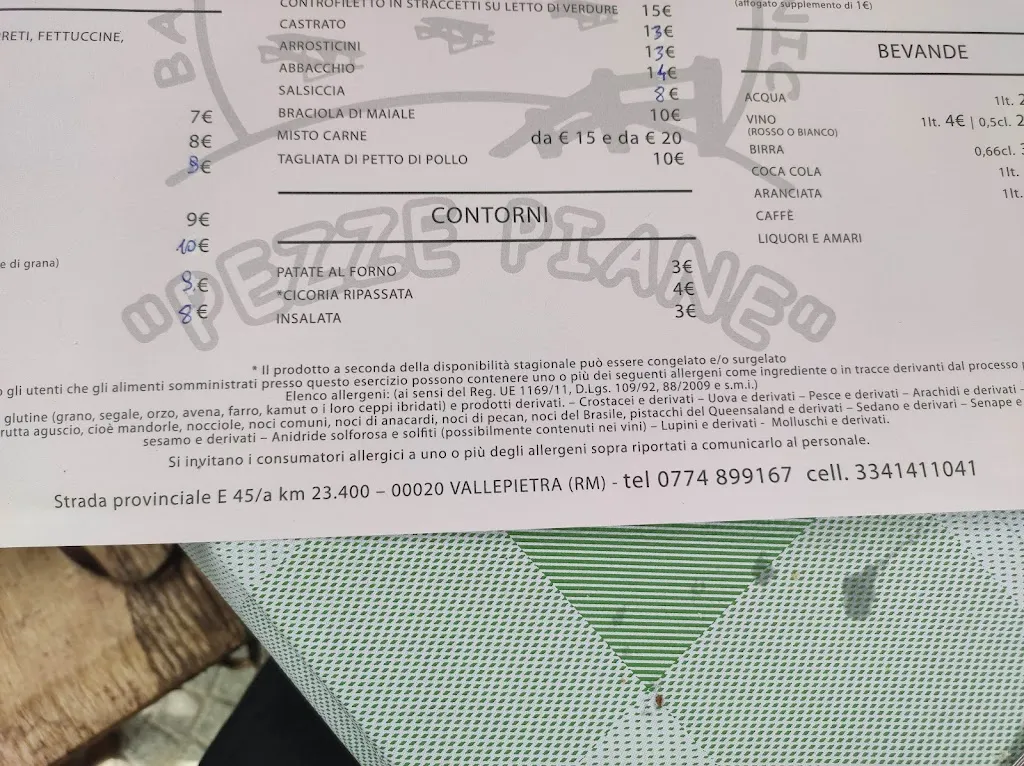 RETI, FETTUCCINE,
7€
8€
8€
9€
10€
e di grana)
9.€
8€
BA
CIN
CONTROFILETTO IN STRACCETTI SU LETTO DI VERDURE 15€
CASTRATO 13€
ARROSTICINI 13€
ABBACCHIO 14€
SALSICCIA 8€
BRACIOLA DI MAIALE 10€
MISTO CARNE da € 15 e da € 20
TAGLIATA DI PETTO DI POLLO 10€
CONTORNI
"PEZZE PIANE"
PATATE AL FORNO 3€
*CICORIA RIPASSATA 4€
INSALATA 3€
(affogato supplemento di 1€)
BEVANDE
ACQUA 1lt. 2
VINO 1lt. 4€ | 0,5cl. 2
(ROSSO O BIANCO)
BIRRA 0,66cl.
COCA COLA 1lt.
ARANCIATA 1lt.
CAFFÈ
LIQUORI E AMARI
* Il prodotto a seconda della disponibilità stagionale può essere congelato e/o surgelato
o gli utenti che gli alimenti somministrati presso questo esercizio possono contenere uno o più dei seguenti allergeni come ingrediente o in tracce derivanti dal processo
Elenco allergeni: (ai sensi del Reg. UE 1169/11, D.Lgs. 109/92, 88/2009 e s.m.i.)
glutine (grano, segale, orzo, avena, farro, kamut o i loro ceppi ibridati) e prodotti derivati. – Crostacei e derivati – Uova e derivati – Pesce e derivati – Arachidi e derivati –
rutta aguscio, cioè mandorle, nocciole, noci comuni, noci di anacardi, noci di pecan, noci del Brasile, pistacchi del Queensaland e derivati – Sedano e derivari – Senape e
sesamo e derivati – Anidride solforosa e solfiti (possibilmente contenuti nei vini) – Lupini e derivati - Molluschi e derivati.
Si invitano i consumatori allergici a uno o più degli allergeni sopra riportati a comunicarlo al personale.
Strada provinciale E 45/a km 23.400 – 00020 VALLEPIETRA (RM) - tel 0774 899167 cell. 3341411041